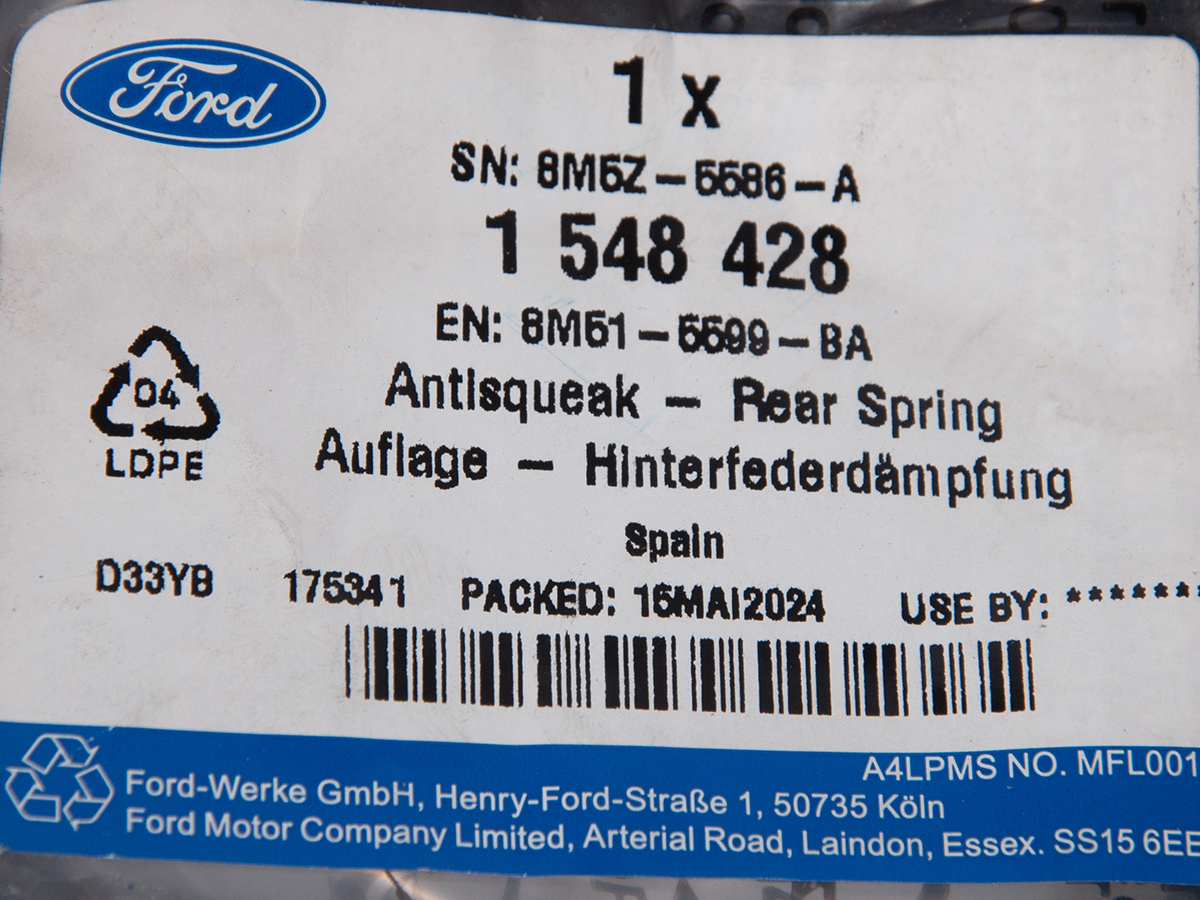 Ford
1 x
SN: 8M5Z-5586-A
1 548 428
EN: 8M51-5599-BA
Antisqueak - Rear Spring
Auflage - Hinterfederdämpfung
04
LDPE
Spain
D33YB 175341 PACKED: 15MAI2024 USE BY: *******
A4LPMS NO. MFL001
Ford-Werke GmbH, Henry-Ford-Straße 1, 50735 Köln
Ford Motor Company Limited, Arterial Road, Laindon, Essex. SS15 6EE